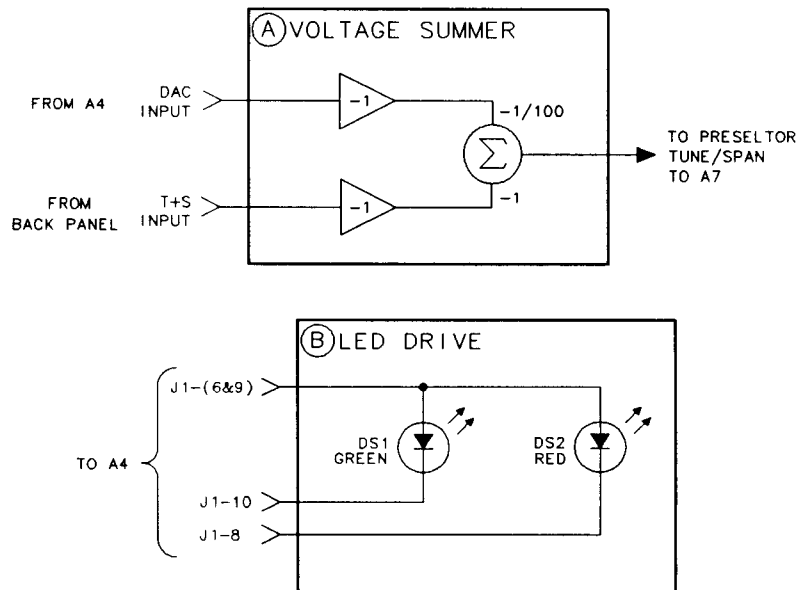 A VOLTAGE SUMMER
FROM A4
DAC
INPUT
-1
-1/100
Σ
TO PRESELTOR
TUNE/SPAN
TO A7
FROM
BACK PANEL
T+S
INPUT
-1
-1
B LED DRIVE
J1-(6&9)
DS1
GREEN
DS2
RED
TO A4
J1-10
J1-8